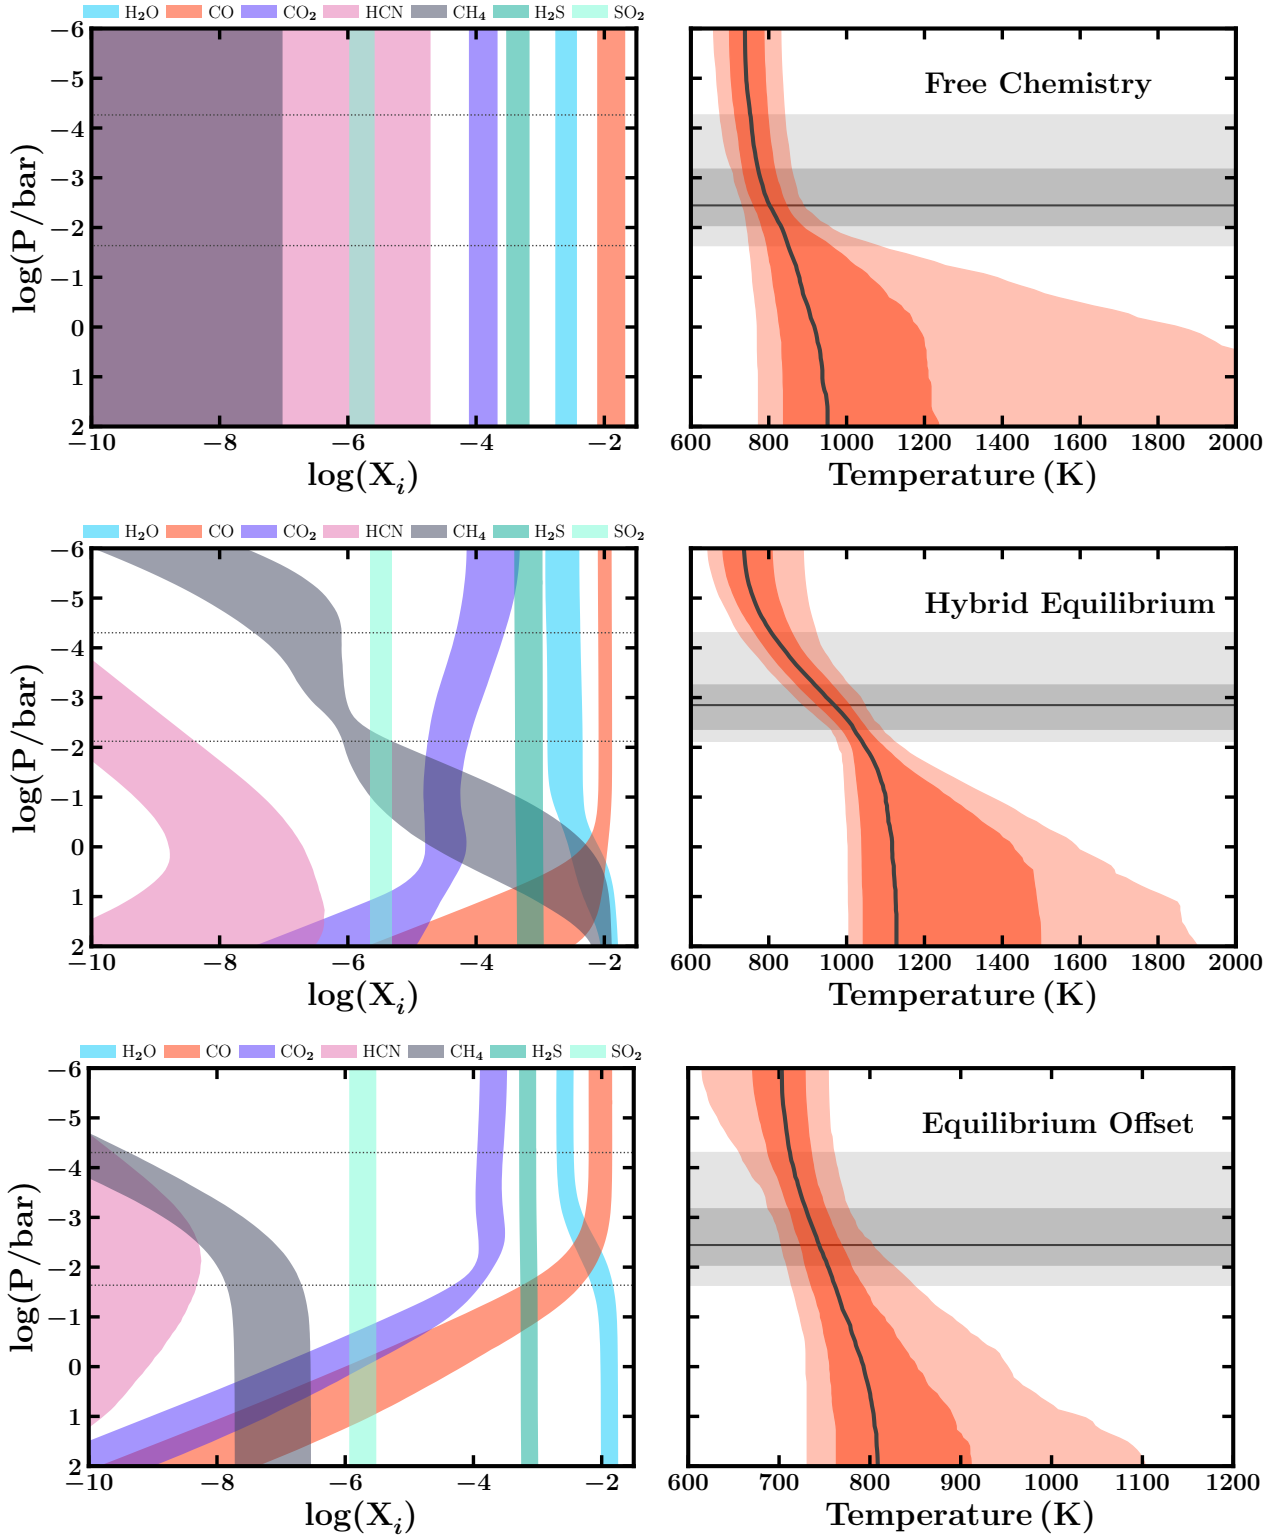 H₂O CO CO₂ HCN CH₄ H₂S SO₂
−6
−5
−4
−3
−2
−1
0
1
2
log(P/bar)
−10 −8 −6 −4 −2
log(Xᵢ)
Free Chemistry
600 800 1000 1200 1400 1600 1800 2000
Temperature (K)
H₂O CO CO₂ HCN CH₄ H₂S SO₂
−6
−5
−4
−3
−2
−1
0
1
2
log(P/bar)
−10 −8 −6 −4 −2
log(Xᵢ)
Hybrid Equilibrium
600 800 1000 1200 1400 1600 1800 2000
Temperature (K)
H₂O CO CO₂ HCN CH₄ H₂S SO₂
−6
−5
−4
−3
−2
−1
0
1
2
log(P/bar)
−10 −8 −6 −4 −2
log(Xᵢ)
Equilibrium Offset
600 700 800 900 1000 1100 1200
Temperature (K)